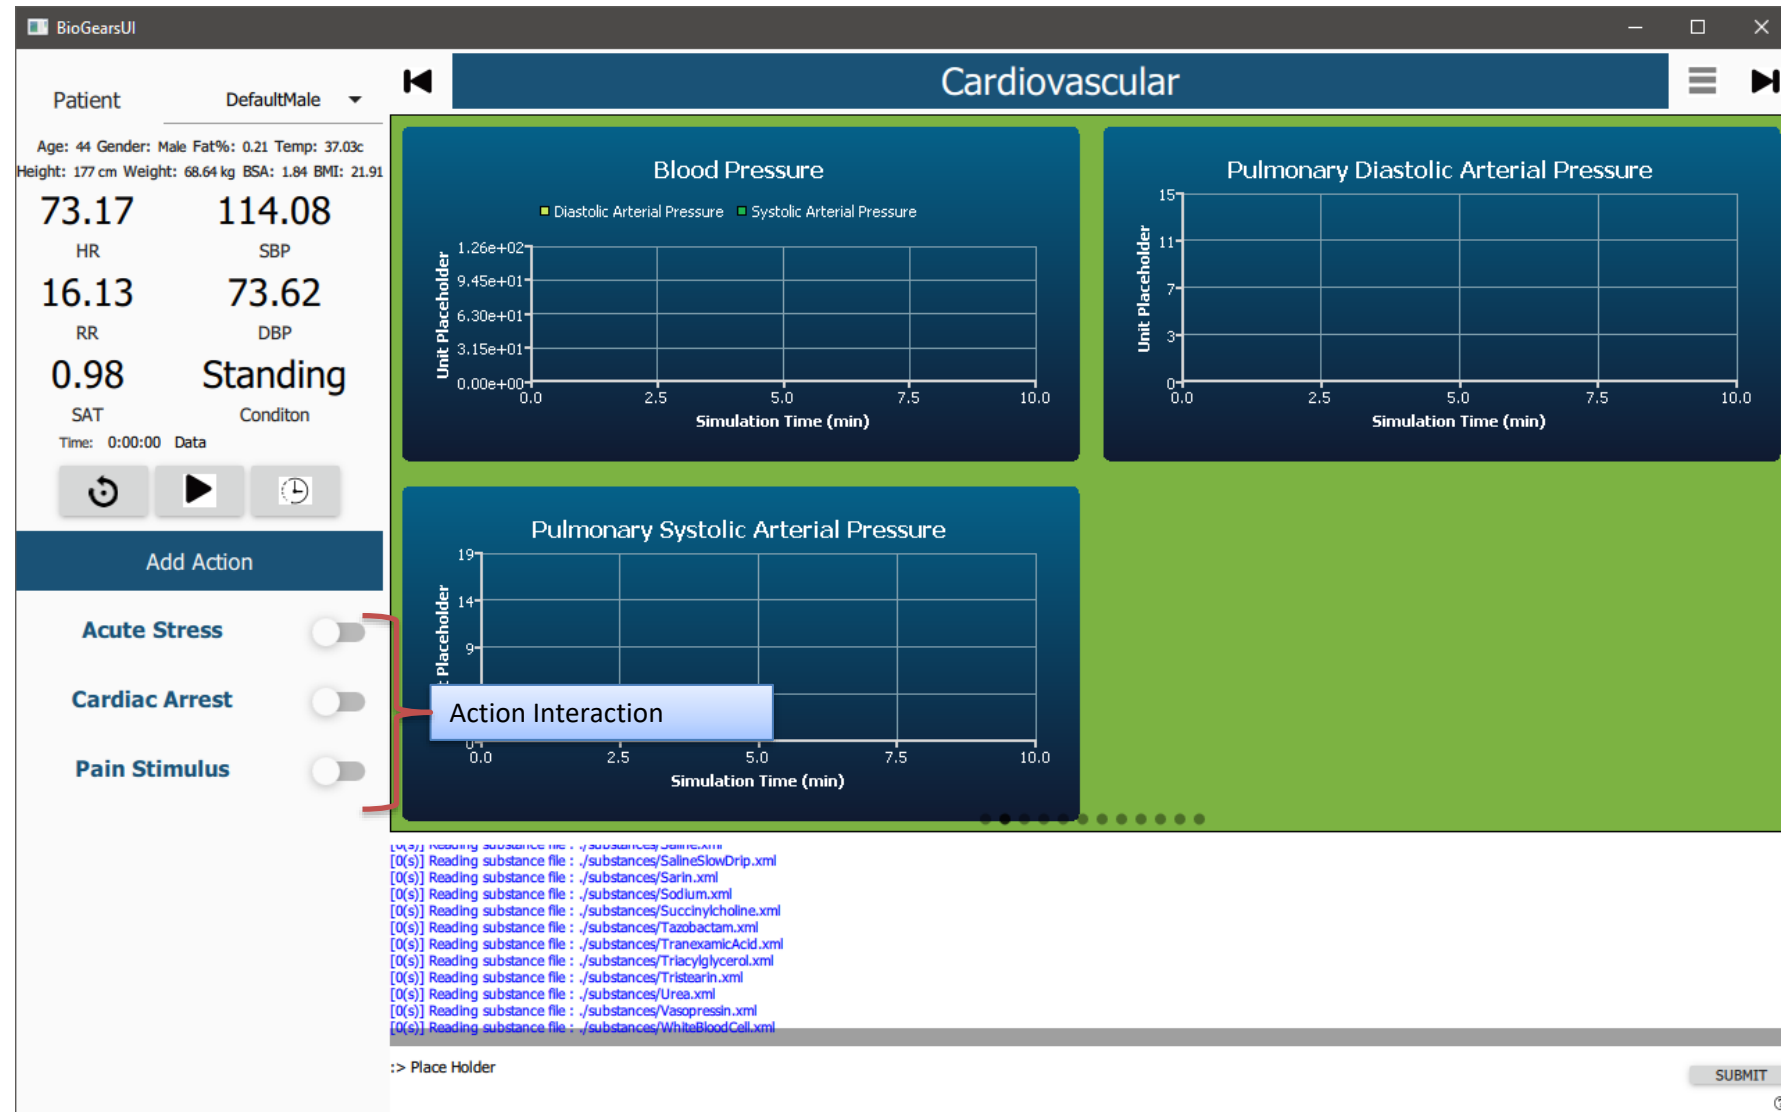 BioGearsUI
Patient
DefaultMale
Age: 44 Gender: Male Fat%: 0.21 Temp: 37.03c
Height: 177 cm Weight: 68.64 kg BSA: 1.84 BMI: 21.91
73.17 114.08
HR SBP
16.13 73.62
RR DBP
0.98 Standing
SAT Conditon
Time: 0:00:00 Data
Add Action
Acute Stress
Cardiac Arrest
Pain Stimulus
Cardiovascular
Blood Pressure
Diastolic Arterial Pressure Systolic Arterial Pressure
Unit Placeholder
1.26e+02
9.45e+01
6.30e+01
3.15e+01
0.00e+00
0.0 2.5 5.0 7.5 10.0
Simulation Time (min)
Pulmonary Diastolic Arterial Pressure
Unit Placeholder
15
11
7
3
0
0.0 2.5 5.0 7.5 10.0
Simulation Time (min)
Pulmonary Systolic Arterial Pressure
Placeholder
19
14
9
0
0.0 2.5 5.0 7.5 10.0
Simulation Time (min)
Action Interaction
[0(s)] Reading substance file : ./substances/Saline.xml
[0(s)] Reading substance file : ./substances/SalineSlowDrip.xml
[0(s)] Reading substance file : ./substances/Sarin.xml
[0(s)] Reading substance file : ./substances/Sodium.xml
[0(s)] Reading substance file : ./substances/Succinylcholine.xml
[0(s)] Reading substance file : ./substances/Tazobactam.xml
[0(s)] Reading substance file : ./substances/TranexamicAcid.xml
[0(s)] Reading substance file : ./substances/Triacylglycerol.xml
[0(s)] Reading substance file : ./substances/Tristearin.xml
[0(s)] Reading substance file : ./substances/Urea.xml
[0(s)] Reading substance file : ./substances/Vasopressin.xml
[0(s)] Reading substance file : ./substances/WhiteBloodCell.xml
:> Place Holder
SUBMIT